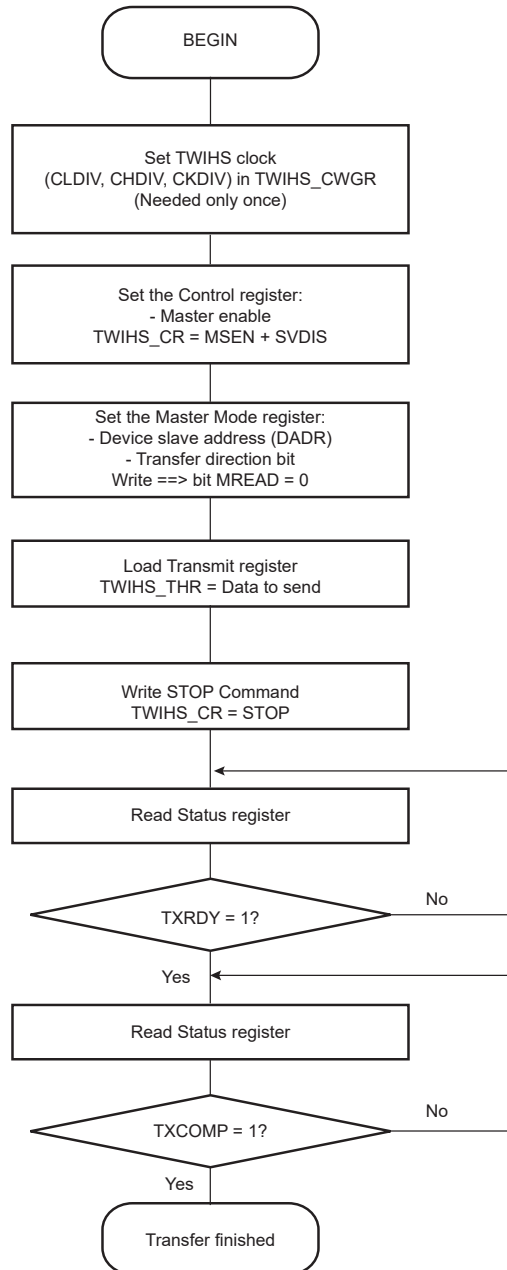 BEGIN
Set TWIHS clock
(CLDIV, CHDIV, CKDIV) in TWIHS_CWGR
(Needed only once)
Set the Control register:
- Master enable
TWIHS_CR = MSEN + SVDIS
Set the Master Mode register:
- Device slave address (DADR)
- Transfer direction bit
Write ==> bit MREAD = 0
Load Transmit register
TWIHS_THR = Data to send
Write STOP Command
TWIHS_CR = STOP
Read Status register
TXRDY = 1?
No
Yes
Read Status register
TXCOMP = 1?
No
Yes
Transfer finished